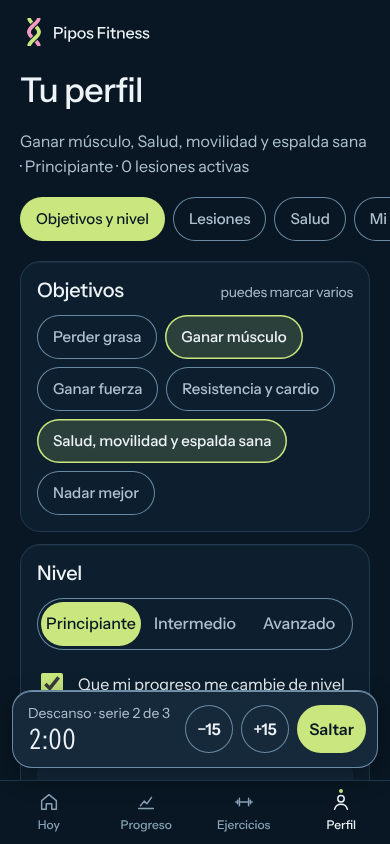 Pipos Fitness
Tu perfil
Ganar músculo, Salud, movilidad y espalda sana
· Principiante · 0 lesiones activas
Objetivos y nivel
Lesiones
Salud
Mi
Objetivos
puedes marcar varios
Perder grasa
Ganar músculo
Ganar fuerza
Resistencia y cardio
Salud, movilidad y espalda sana
Nadar mejor
Nivel
Principiante
Intermedio
Avanzado
Que mi progreso me cambie de nivel
Descanso · serie 2 de 3
2:00
−15
+15
Saltar
Hoy
Progreso
Ejercicios
Perfil